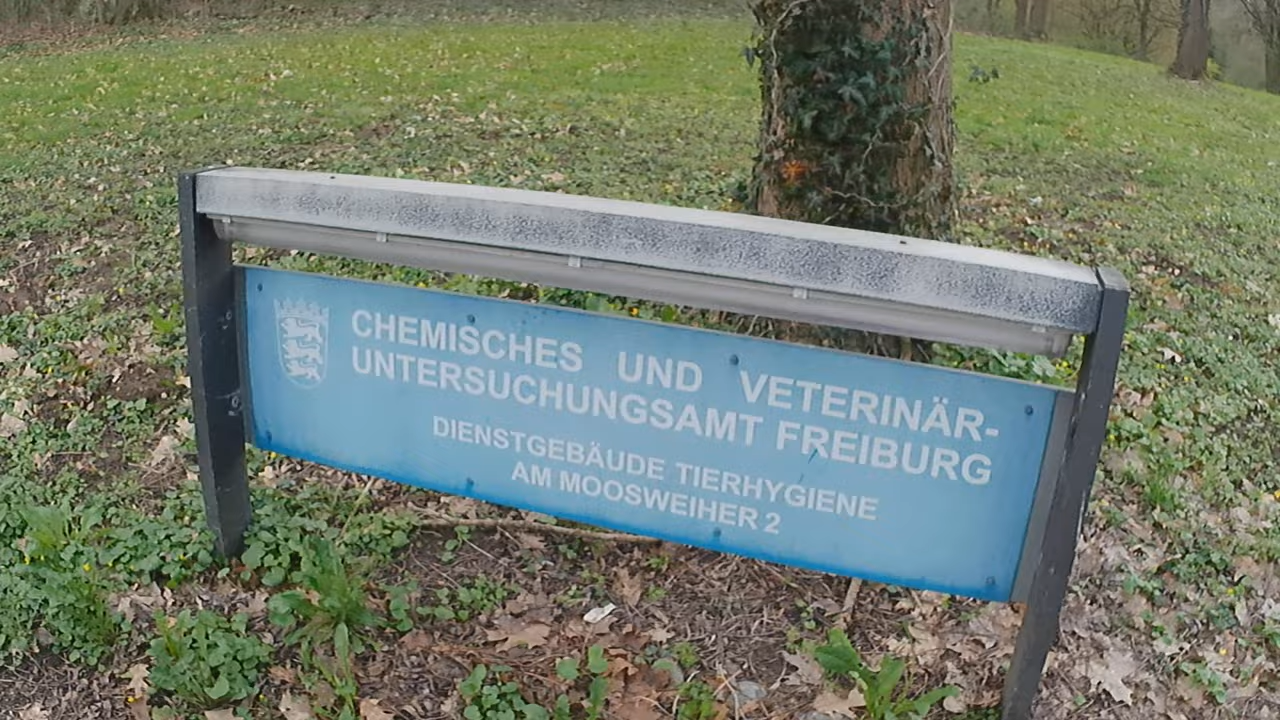 CHEMISCHES UND VETERINÄR-
UNTERSUCHUNGSAMT FREIBURG
DIENSTGEBÄUDE TIERHYGIENE
AM MOOSWEIHER 2